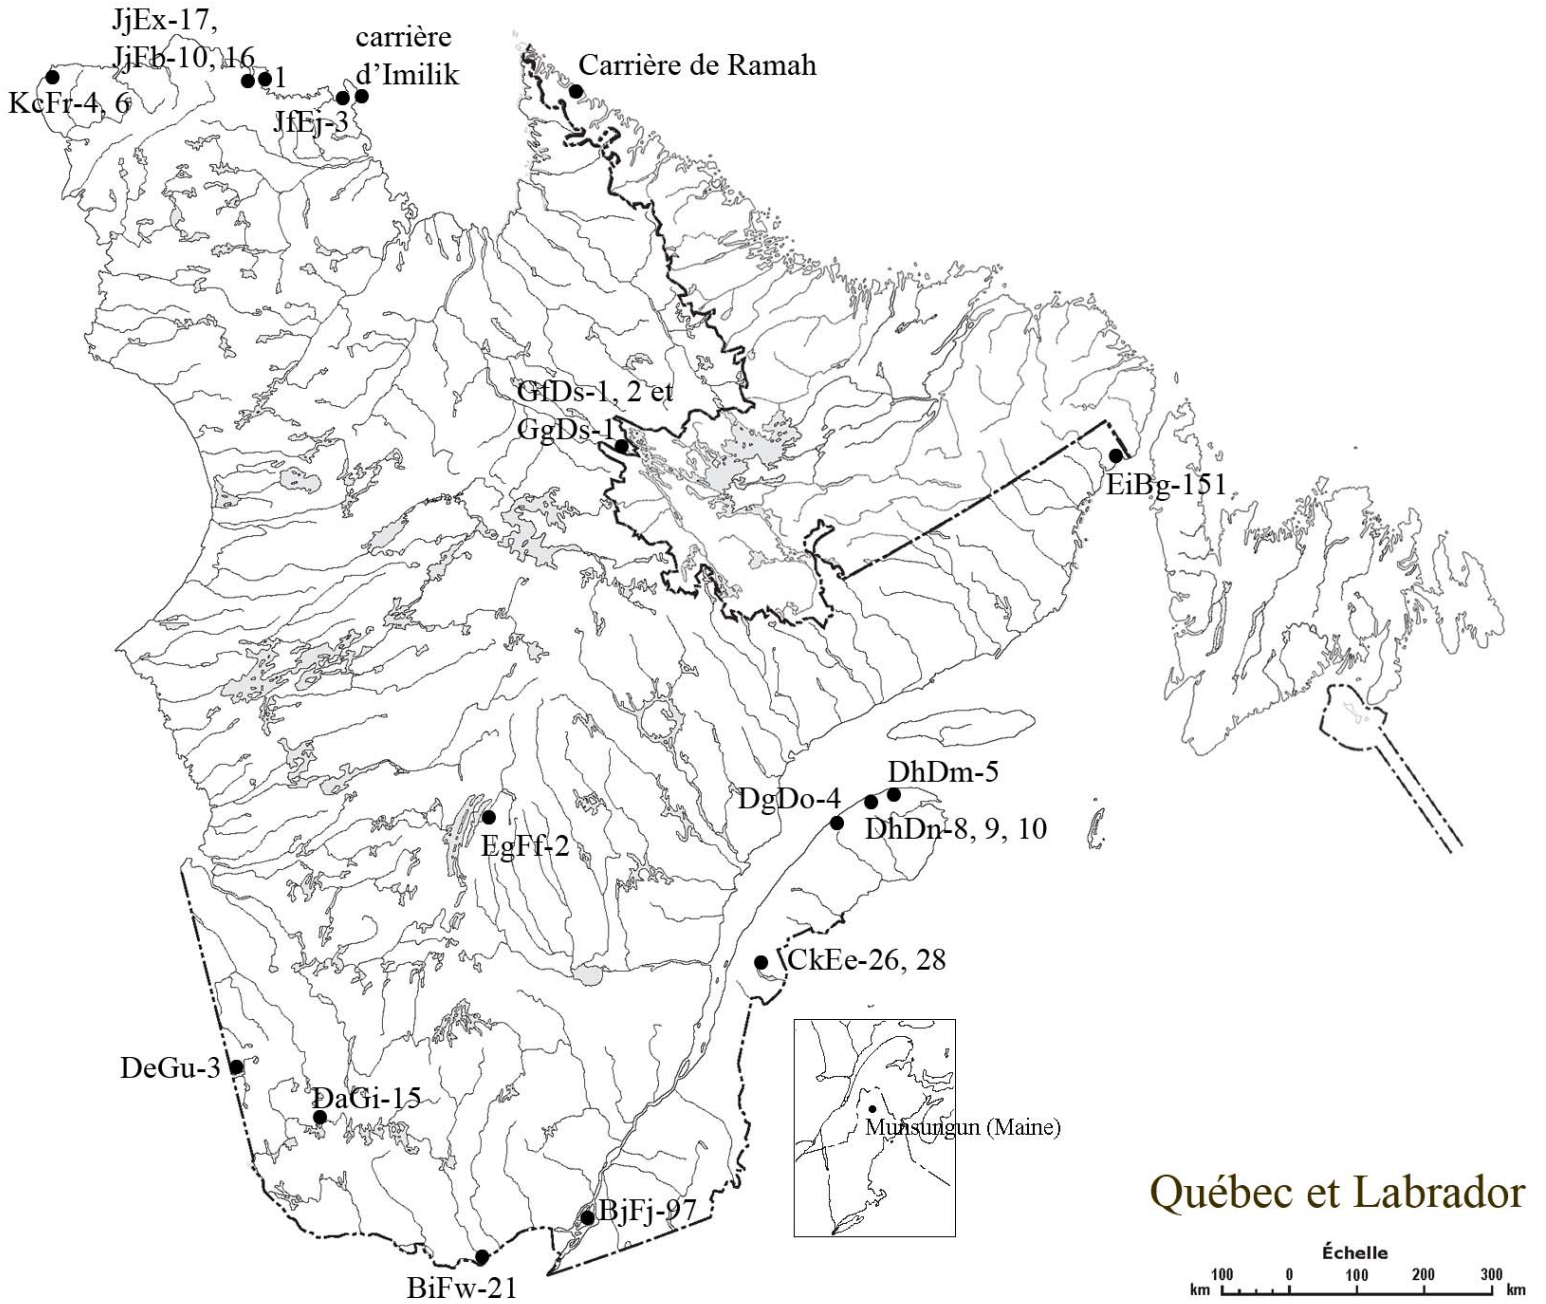 JjEx-17,
JjFb-10, 16
1
carrière
d'Imilik
KcFr-4, 6
JfEj-3
Carrière de Ramah
GfDs-1, 2 et
GgDs-1
EiBg-151
DhDm-5
DgDo-4
DhDn-8, 9, 10
EgFf-2
CkEe-26, 28
DeGu-3
DaGi-15
Munsungun (Maine)
BjFj-97
BiFw-21
Québec et Labrador
Échelle
100 0 100 200 300
km km